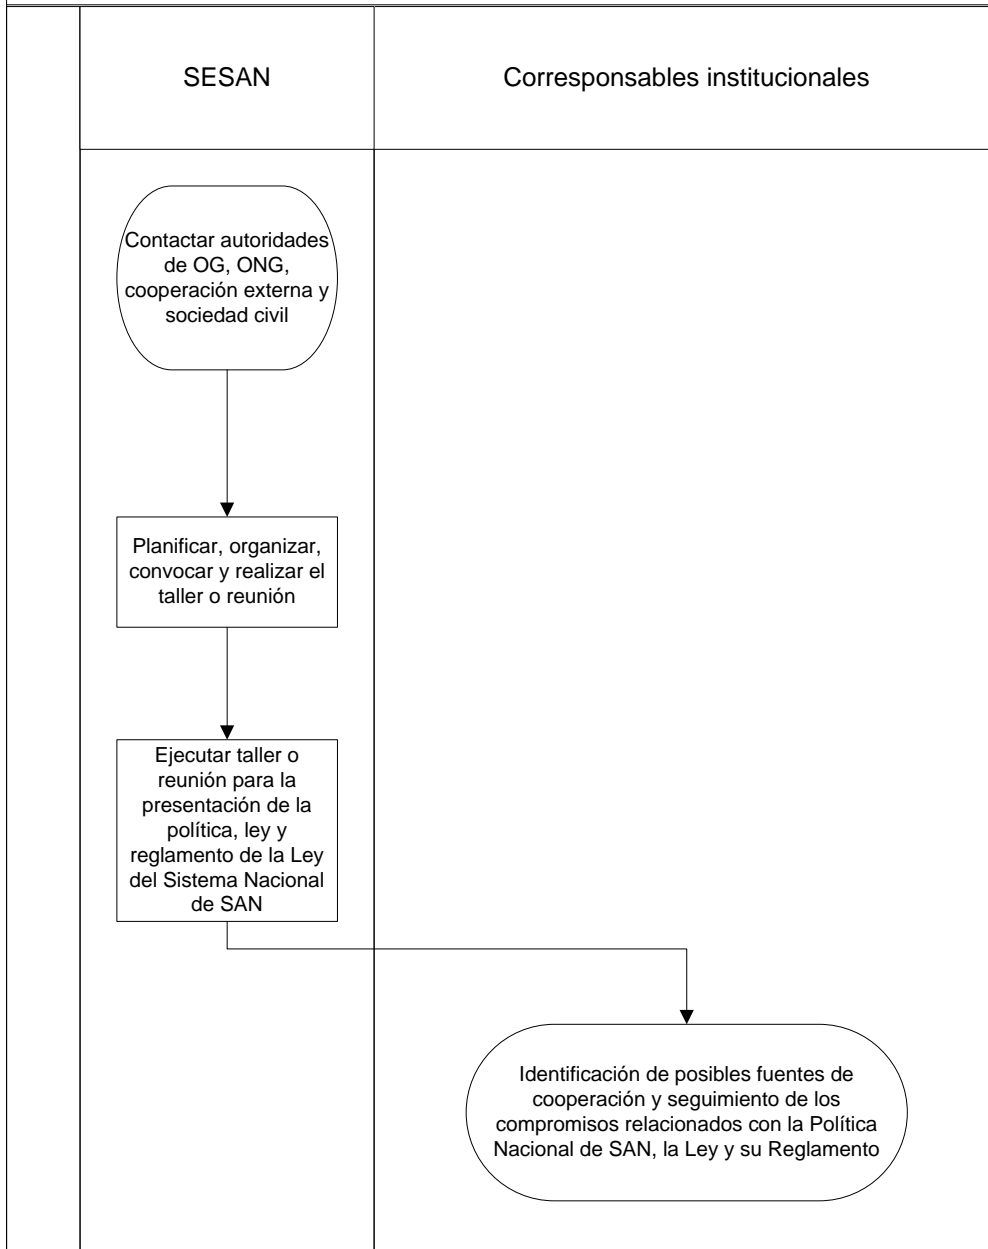 SESAN
Corresponsables institucionales
Contactar autoridades
de OG, ONG,
cooperación externa y
sociedad civil
Planificar, organizar,
convocar y realizar el
taller o reunión
Ejecutar taller o
reunión para la
presentación de la
política, ley y
reglamento de la Ley
del Sistema Nacional
de SAN
Identificación de posibles fuentes de
cooperación y seguimiento de los
compromisos relacionados con la Política
Nacional de SAN, la Ley y su Reglamento